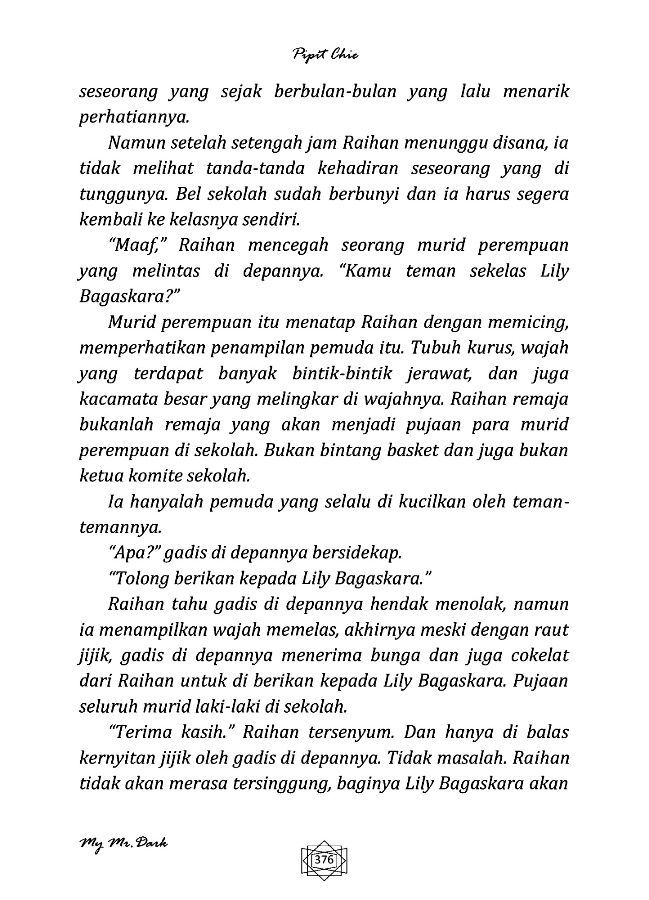 Pipit Chie
seseorang yang sejak berbulan-bulan yang lalu menarik
perhatiannya.
Namun setelah setengah jam Raihan menunggu disana, ia
tidak melihat tanda-tanda kehadiran seseorang yang di
tunggunya. Bel sekolah sudah berbunyi dan ia harus segera
kembali ke kelasnya sendiri.
“Maaf,” Raihan mencegah seorang murid perempuan
yang melintas di depannya. “Kamu teman sekelas Lily
Bagaskara?”
Murid perempuan itu menatap Raihan dengan memicing,
memperhatikan penampilan pemuda itu. Tubuh kurus, wajah
yang terdapat banyak bintik-bintik jerawat, dan juga
kacamata besar yang melingkar di wajahnya. Raihan remaja
bukanlah remaja yang akan menjadi pujaan para murid
perempuan di sekolah. Bukan bintang basket dan juga bukan
ketua komite sekolah.
Ia hanyalah pemuda yang selalu di kucilkan oleh teman-
temannya.
“Apa?” gadis di depannya bersidekap.
“Tolong berikan kepada Lily Bagaskara.”
Raihan tahu gadis di depannya hendak menolak, namun
ia menampilkan wajah memelas, akhirnya meski dengan raut
jijik, gadis di depannya menerima bunga dan juga cokelat
dari Raihan untuk di berikan kepada Lily Bagaskara. Pujaan
seluruh murid laki-laki di sekolah.
“Terima kasih.” Raihan tersenyum. Dan hanya di balas
kernyitan jijik oleh gadis di depannya. Tidak masalah. Raihan
tidak akan merasa tersinggung, baginya Lily Bagaskara akan
My Mr. Dark
376